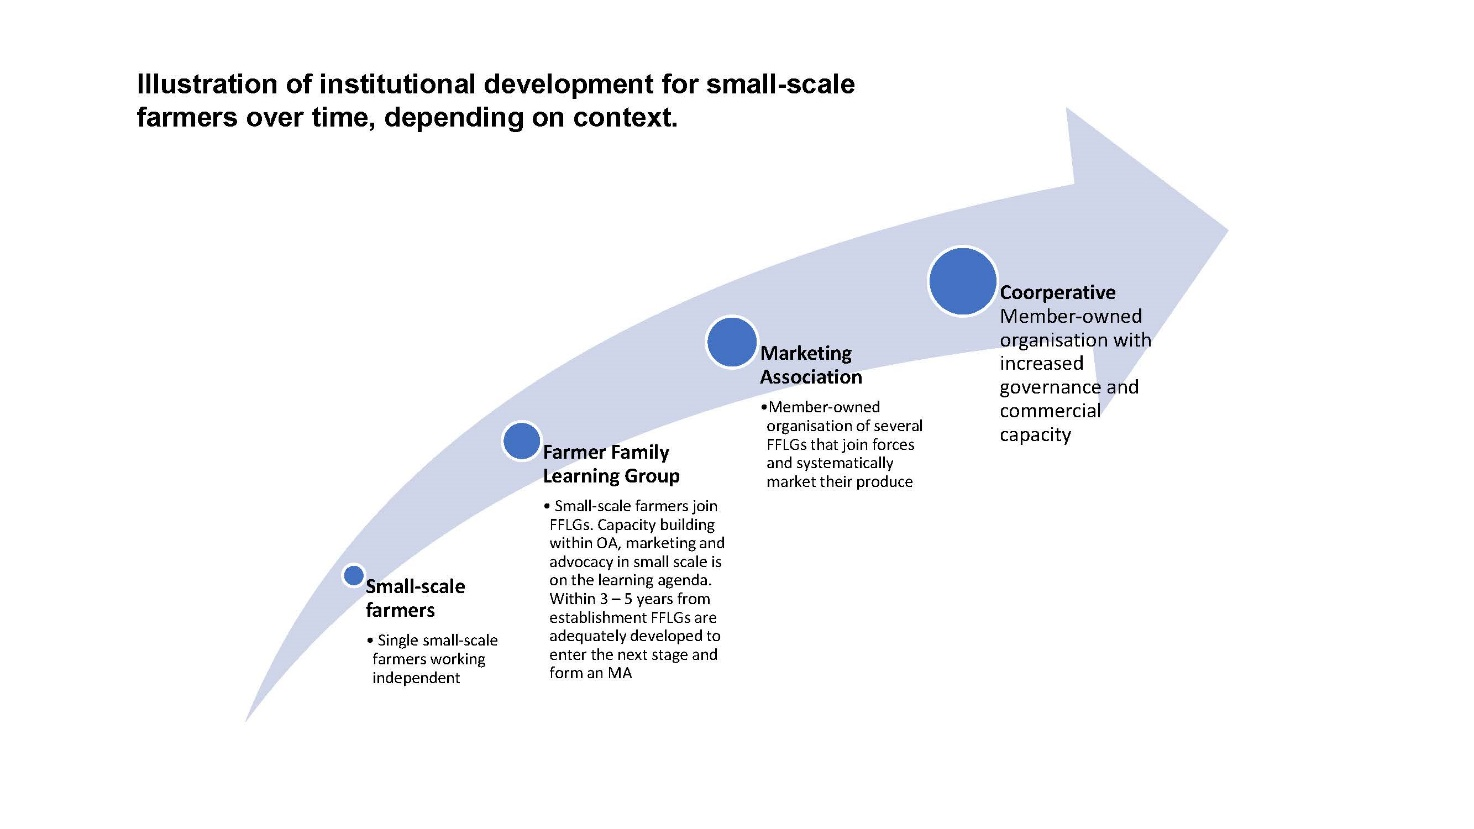 Illustration of institutional development for small-scale
farmers over time, depending on context.
Small-scale
farmers
• Single small-scale
farmers working
independent
Farmer Family
Learning Group
• Small-scale farmers join
FFLGs. Capacity building
within OA, marketing and
advocacy in small scale is
on the learning agenda.
Within 3 – 5 years from
establishment FFLGs are
adequately developed to
enter the next stage and
form an MA
Marketing
Association
•Member-owned
organisation of several
FFLGs that join forces
and systematically
market their produce
Coorperative
Member-owned
organisation with
increased
governance and
commercial
capacity